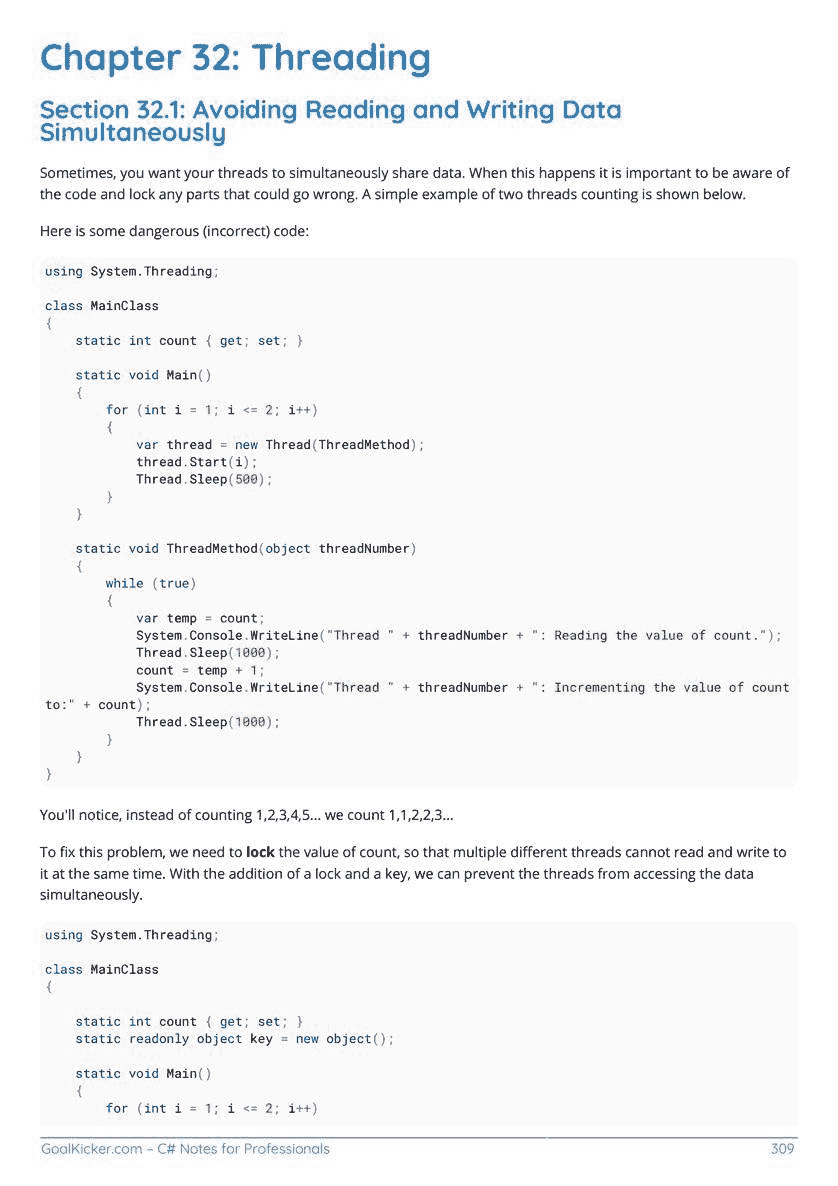 Chapter 32: Threading
Section 32.1: Avoiding Reading and Writing Data
Simultaneously
Sometimes, you want your threads to simultaneously share data. When this happens it is important to be aware of
the code and lock any parts that could go wrong. A simple example of two threads counting is shown below.
Here is some dangerous (incorrect) code:
using System.Threading;
class MainClass
{
    static int count { get; set; }
    static void Main()
    {
        for (int i = 1; i <= 2; i++)
        {
            var thread = new Thread(ThreadMethod);
            thread.Start(i);
            Thread.Sleep(500);
        }
    }
    static void ThreadMethod(object threadNumber)
    {
        while (true)
        {
            var temp = count;
            System.Console.WriteLine("Thread " + threadNumber + ": Reading the value of count.");
            Thread.Sleep(1000);
            count = temp + 1;
            System.Console.WriteLine("Thread " + threadNumber + ": Incrementing the value of count
to:" + count);
            Thread.Sleep(1000);
        }
    }
}
You'll notice, instead of counting 1,2,3,4,5... we count 1,1,2,2,3...
To fix this problem, we need to lock the value of count, so that multiple different threads cannot read and write to
it at the same time. With the addition of a lock and a key, we can prevent the threads from accessing the data
simultaneously.
using System.Threading;
class MainClass
{
    static int count { get; set; }
    static readonly object key = new object();
    static void Main()
    {
        for (int i = 1; i <= 2; i++)
GoalKicker.com – C# Notes for Professionals 309